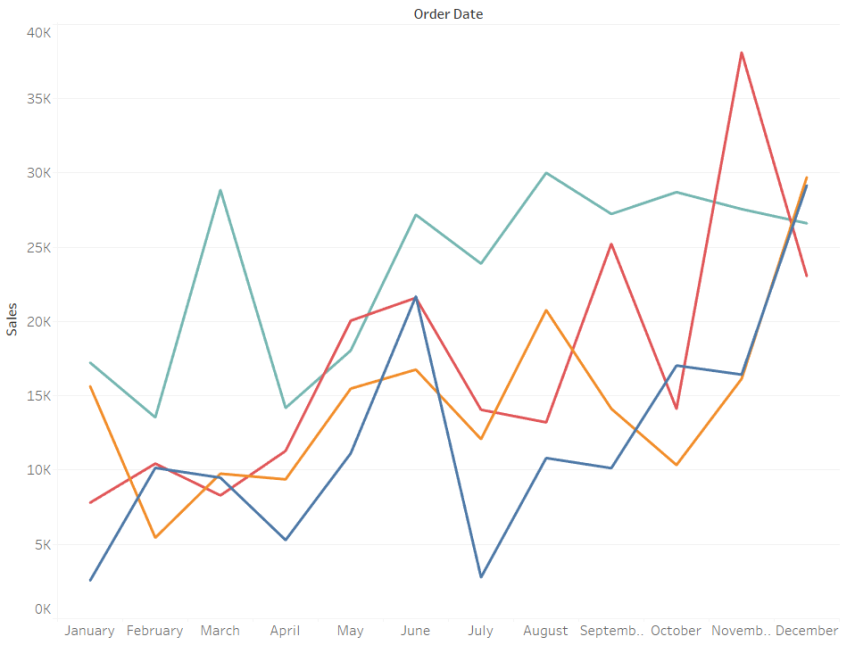 Order Date
40K
35K
30K
25K
20K
15K
10K
5K
0K
Sales
January February March April May June July August Septemb.. October Novemb.. December